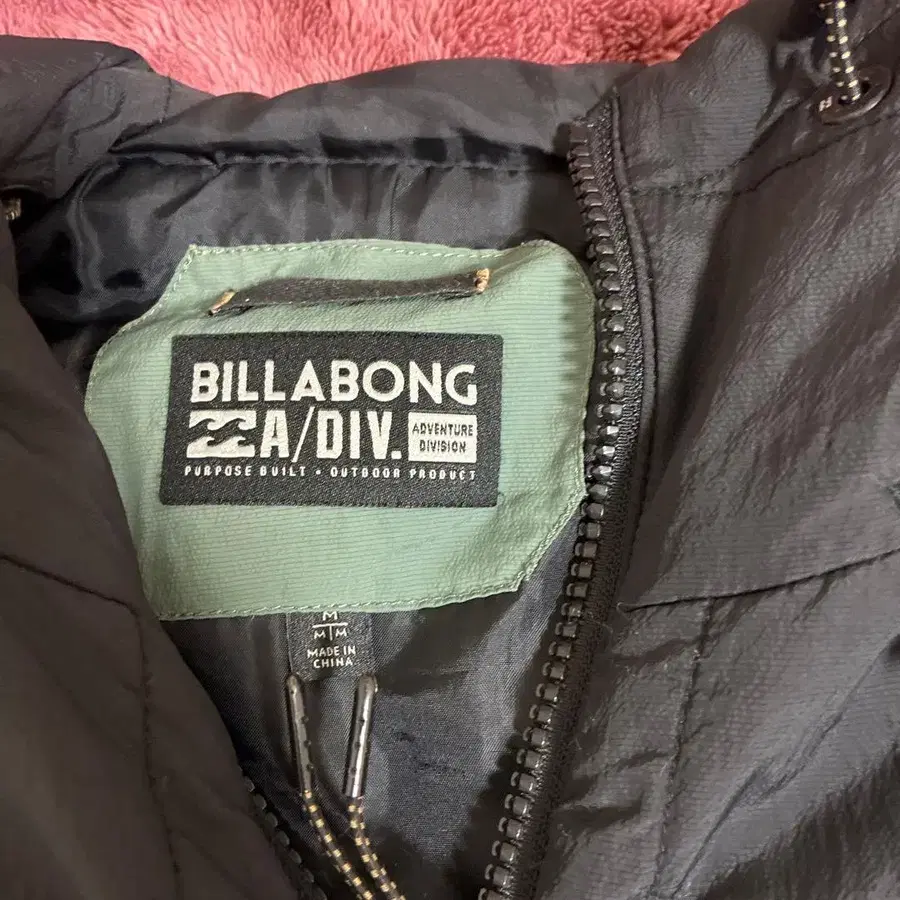 BILLABONG
A/DIV. ADVENTURE
DIVISION
PURPOSE BUILT • OUTDOOR PRODUCT
M
M M
MADE IN
CHINA